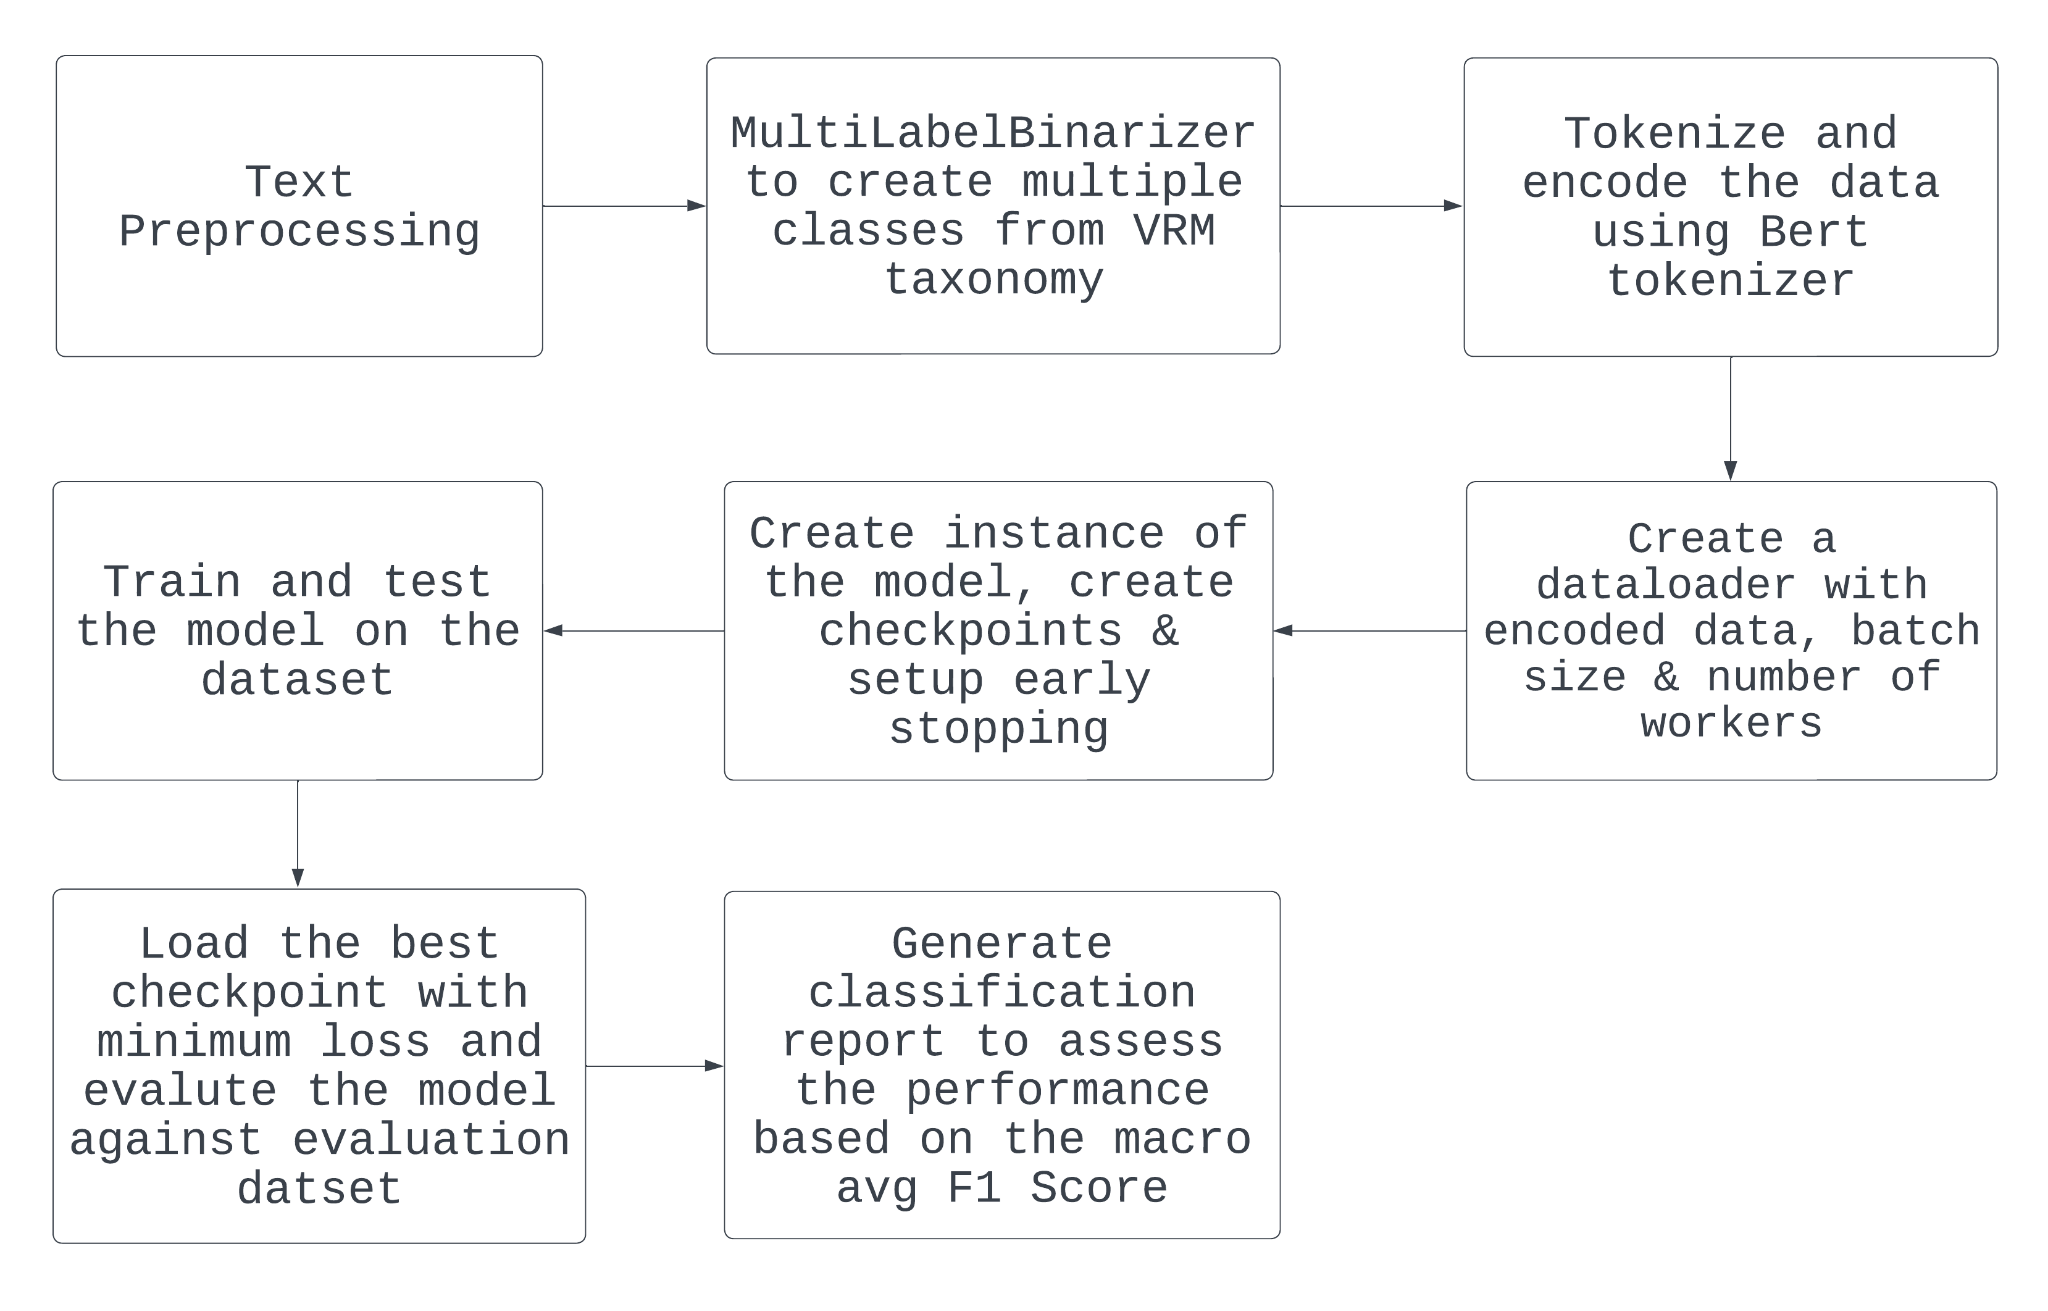 Text
Preprocessing
MultiLabelBinarizer
to create multiple
classes from VRM
taxonomy
Tokenize and
encode the data
using Bert
tokenizer
Create a
dataloader with
encoded data, batch
size & number of
workers
Create instance of
the model, create
checkpoints &
setup early
stopping
Train and test
the model on the
dataset
Load the best
checkpoint with
minimum loss and
evalute the model
against evaluation
datset
Generate
classification
report to assess
the performance
based on the macro
avg F1 Score